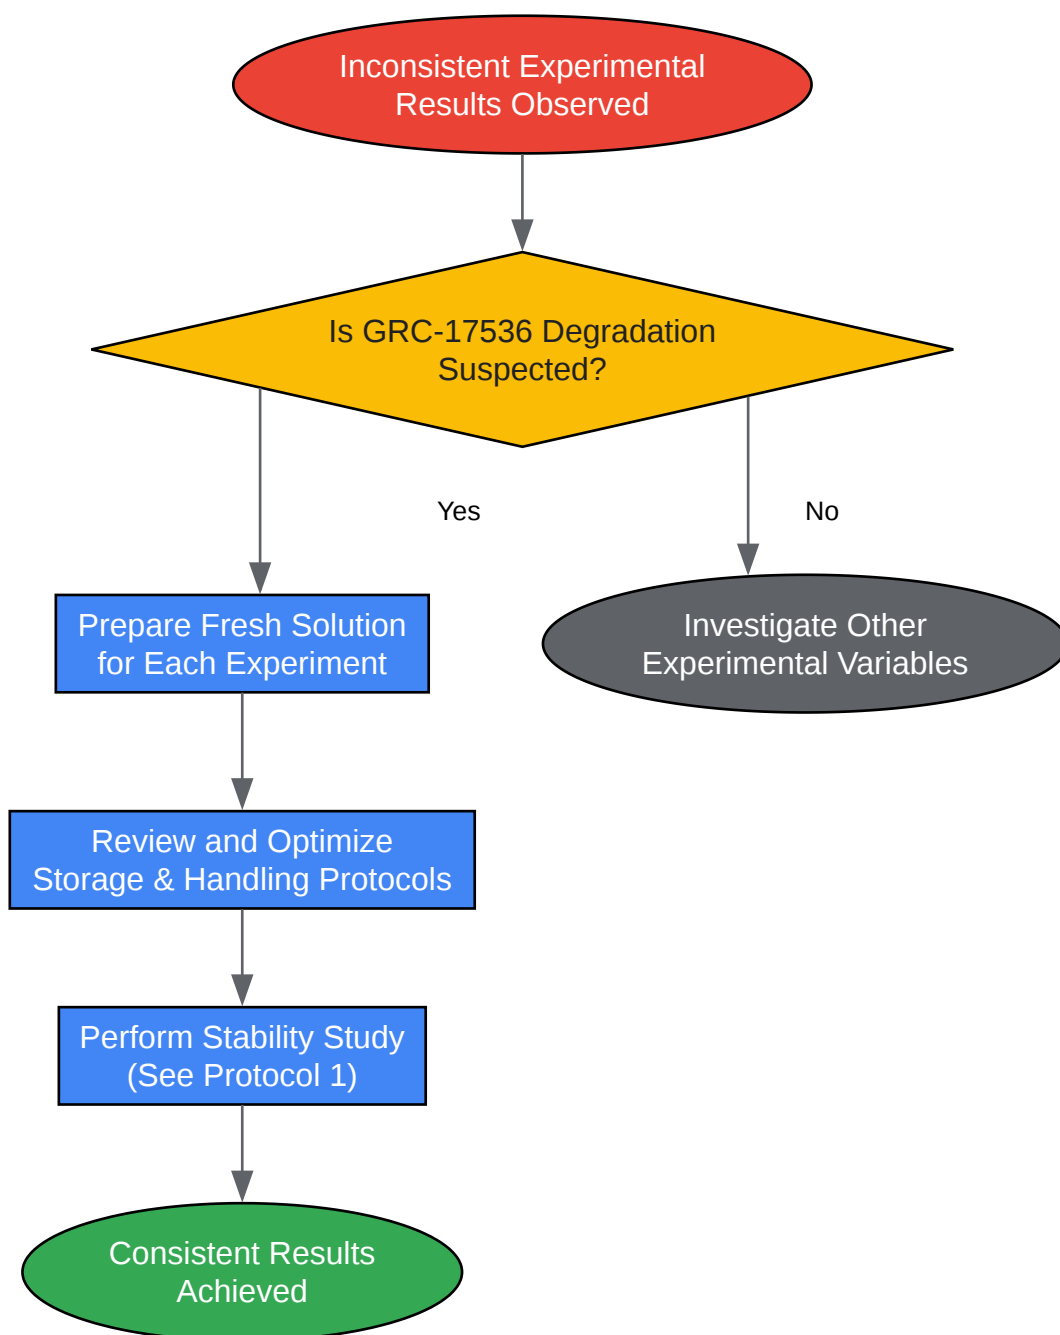 Inconsistent Experimental
Results Observed
Is GRC-17536 Degradation
Suspected?
Yes
No
Prepare Fresh Solution
for Each Experiment
Investigate Other
Experimental Variables
Review and Optimize
Storage & Handling Protocols
Perform Stability Study
(See Protocol 1)
Consistent Results
Achieved